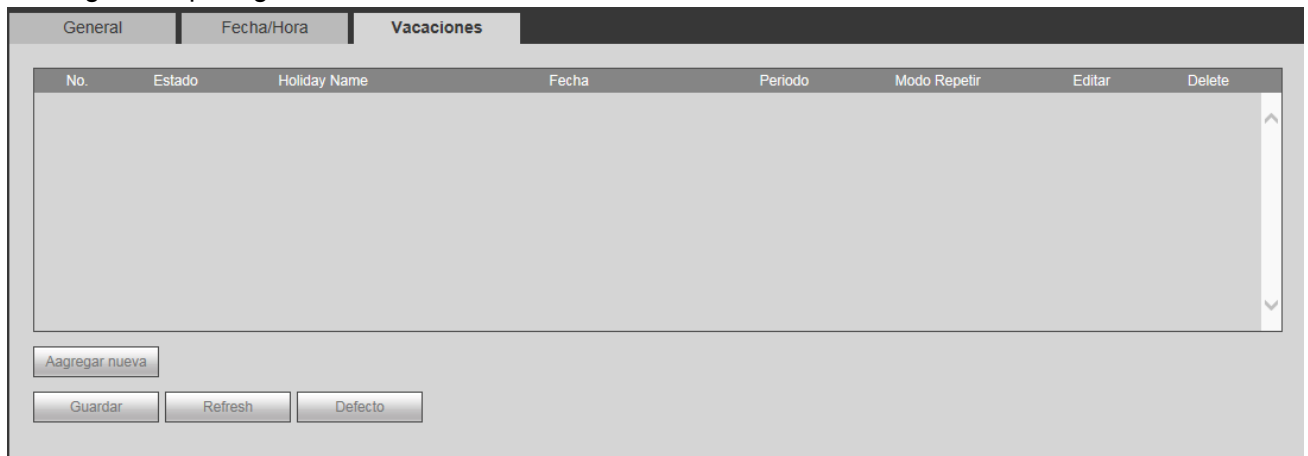 General Fecha/Hora Vacaciones
No. Estado Holiday Name Fecha Periodo Modo Repetir Editar Delete
Aagregar nueva
Guardar Refresh Defecto